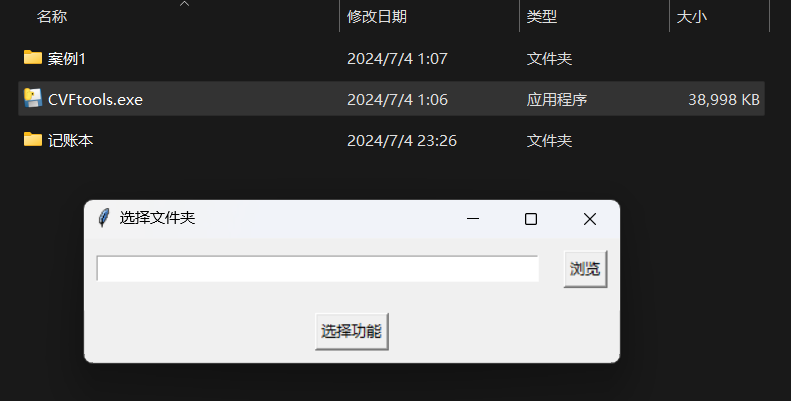 名称 修改日期 类型 大小
案例1 2024/7/4 1:07 文件夹
CVFtools.exe 2024/7/4 1:06 应用程序 38,998 KB
记账本 2024/7/4 23:26 文件夹
选择文件夹
浏览
选择功能